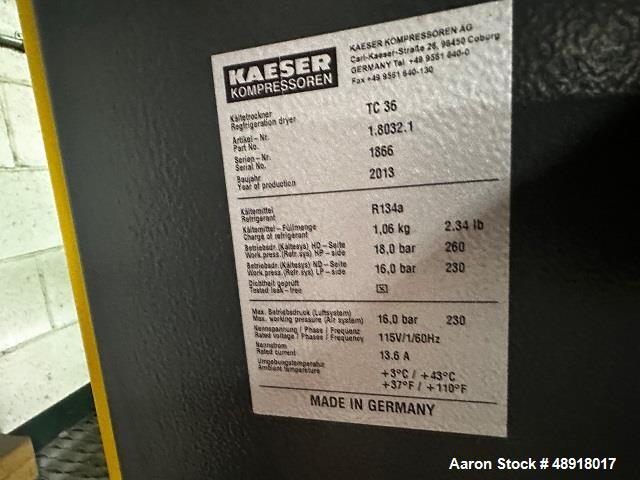 KAESER
KOMPRESSOREN
KAESER KOMPRESSOREN AG
Carl-Kaeser-Straße 26, 96450 Coburg
GERMANY Tel +49 9561 640-0
Fax +49 9561 640-130
Kältetrockner
Regfrigeration dryer TC 36
Artikel - Nr.
Part No. 1.8032.1
Serien - Nr.
Serial No. 1866
Baujahr
Year of production 2013
Kältemittel
Refrigerant R134a
Kältemittel - Füllmenge
Charge of refrigerant 1,06 kg 2.34 lb
Betriebsdr.(Kältesys) HD - Seite
Work.press.(Refr.sys) HP - side 18,0 bar 260
Betriebsdr.(Kältesys) ND - Seite
Work.press.(Refr.sys) LP - side 16,0 bar 230
Dichtheit geprüft
Tested leak - free
Max. Betriebsdruck (Luftsystem)
Max. working pressure (Air system) 16,0 bar 230
Nennspannung / Phase / Frequenz
Rated voltage / Phases / Frequency 115V/1/60Hz
Nennstrom
Rated current 13.6 A
Umgebungstemperatur
Ambient temperature +3°C / +43°C
+37°F / +110°F
MADE IN GERMANY
Aaron Stock # 48918017